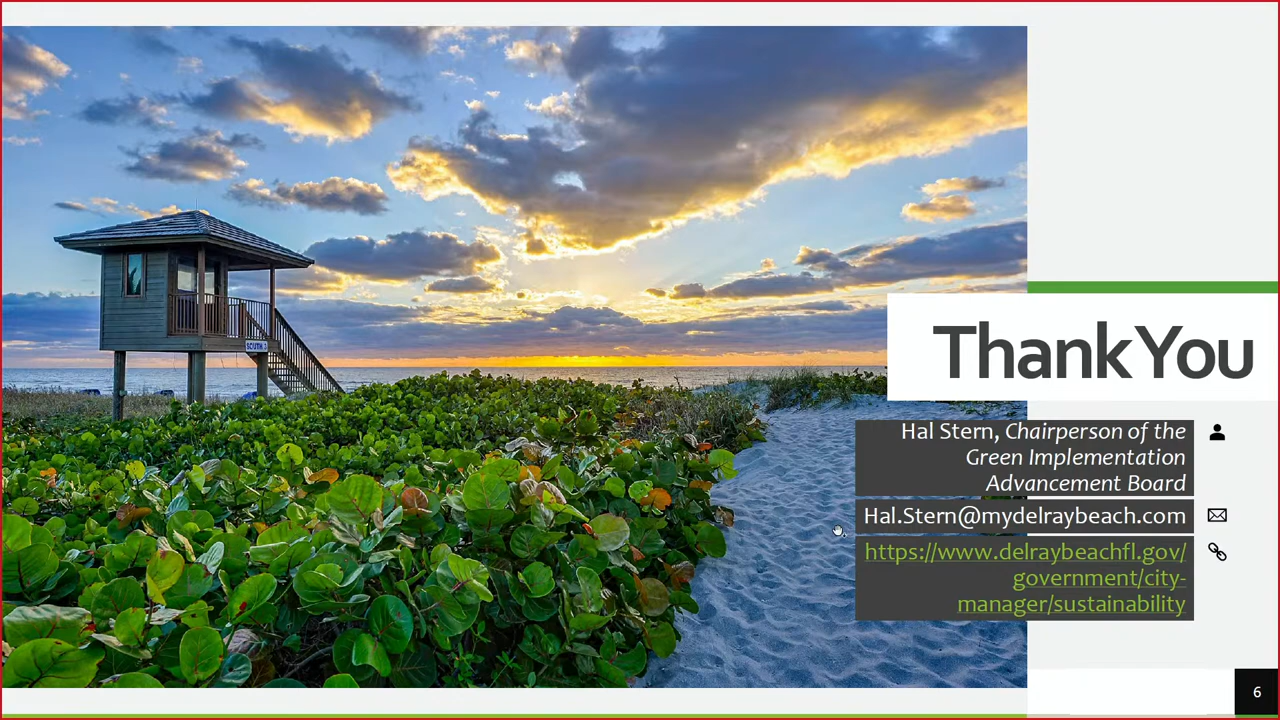 SOUTH
Thank You
Hal Stern, Chairperson of the
Green Implementation
Advancement Board
Hal.Stern@mydelraybeach.com
https://www.delraybeachfl.gov/
government/city-
manager/sustainability
6